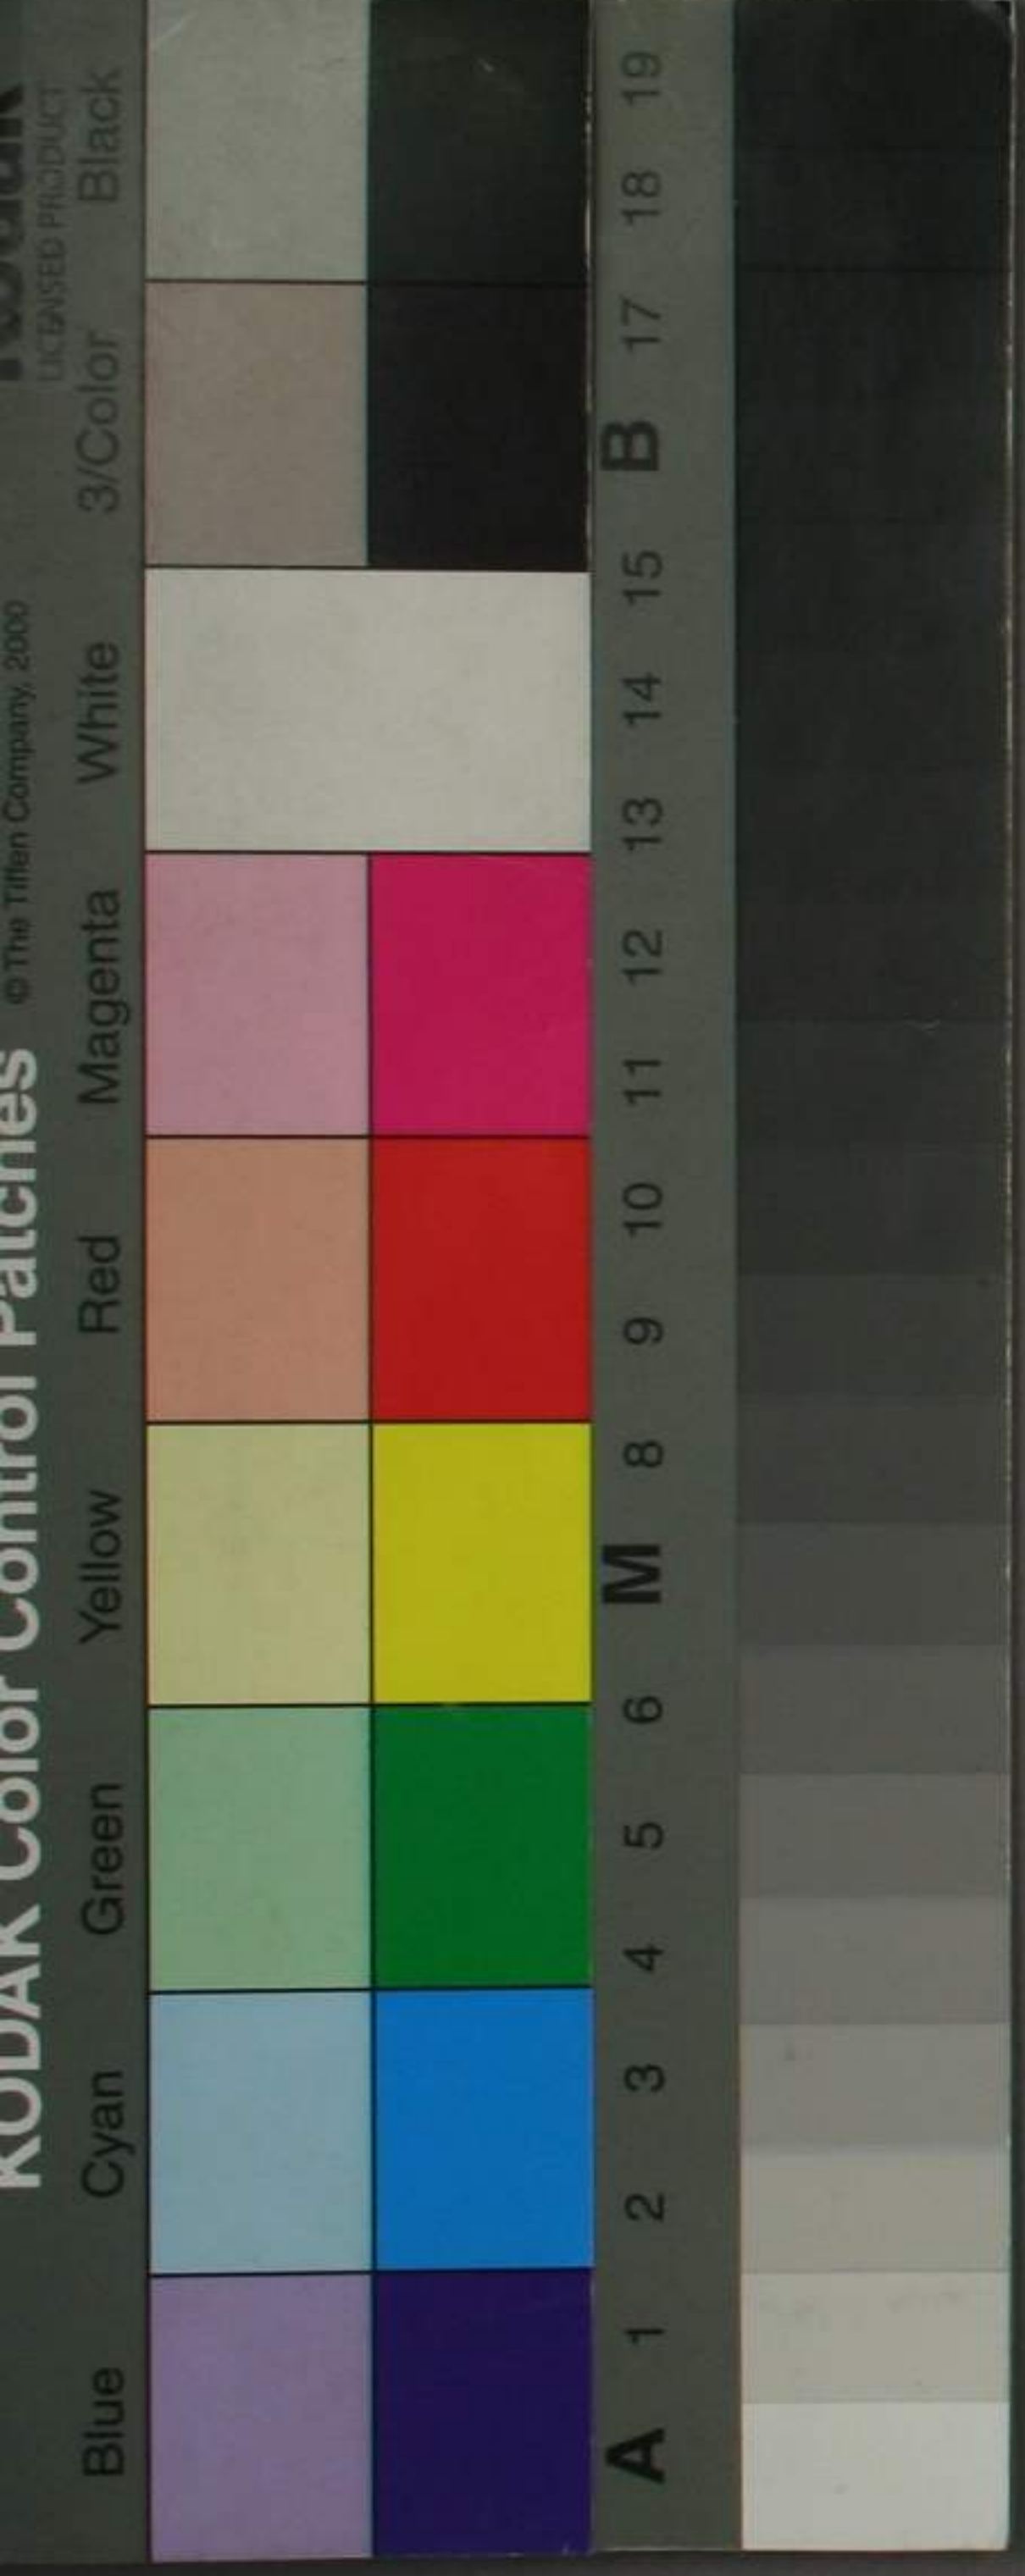 KODAK Color Control Patches ©The Tiffen Company, 2000 Kodak
LICENSED PRODUCT
Blue Cyan Green Yellow Red Magenta White 3/Color Black
A 1 2 3 4 5 6 M 8 9 10 11 12 13 14 15 B 17 18 19